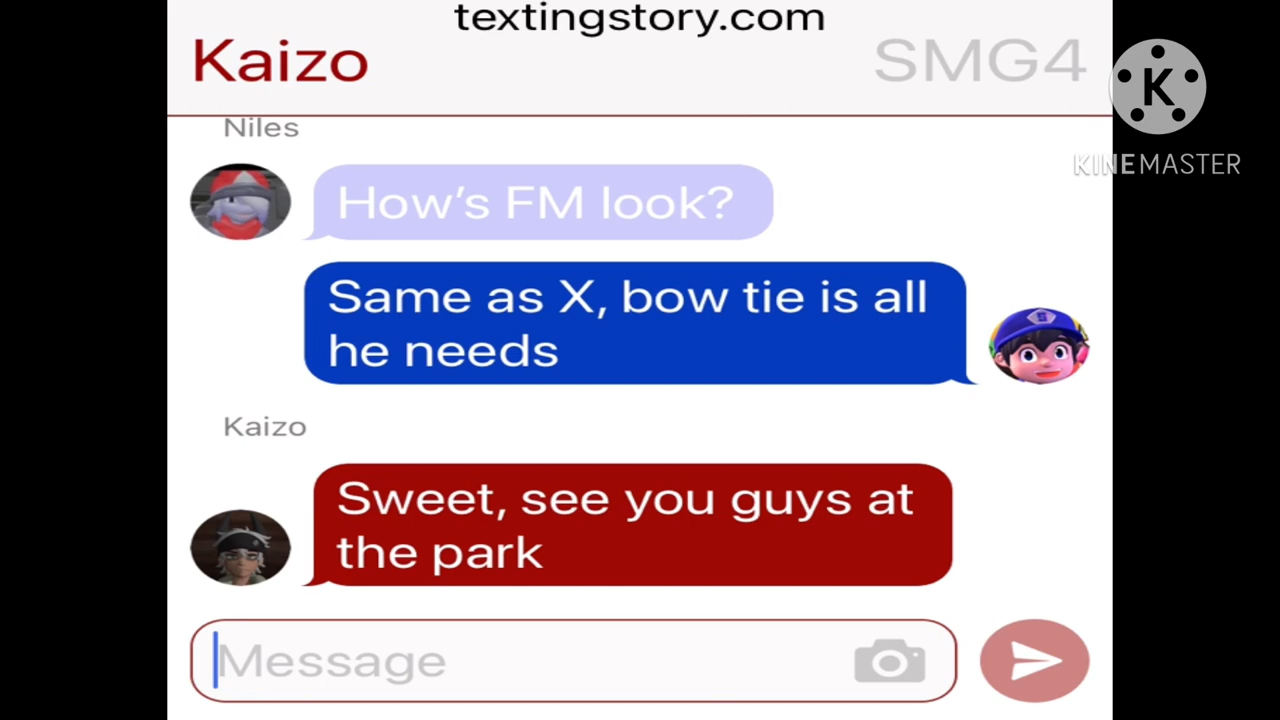 textingstory.com
Kaizo
SMG4
K
KINEMASTER
Niles
How's FM look?
Same as X, bow tie is all
he needs
Kaizo
Sweet, see you guys at
the park
Message